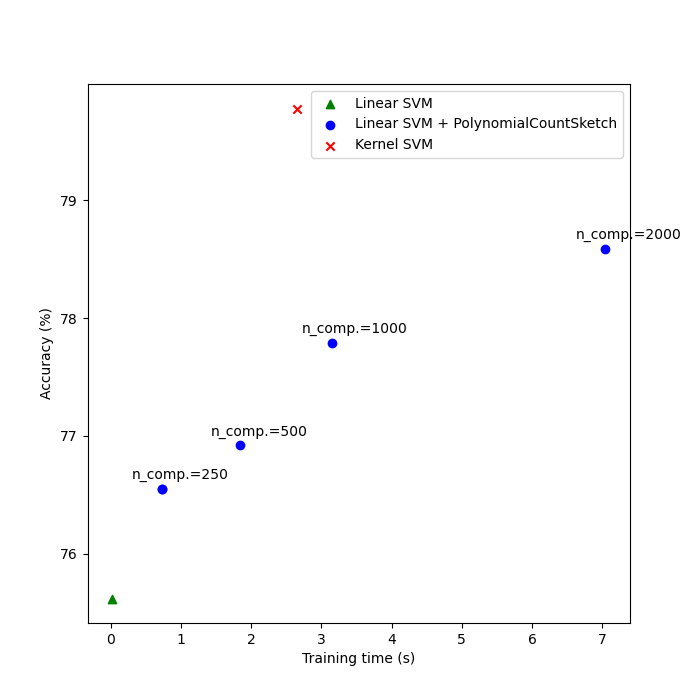 Linear SVM
Linear SVM + PolynomialCountSketch
Kernel SVM
79
n_comp.=2000
78
n_comp.=1000
77
n_comp.=500
n_comp.=250
76
Accuracy (%)
0 1 2 3 4 5 6 7
Training time (s)